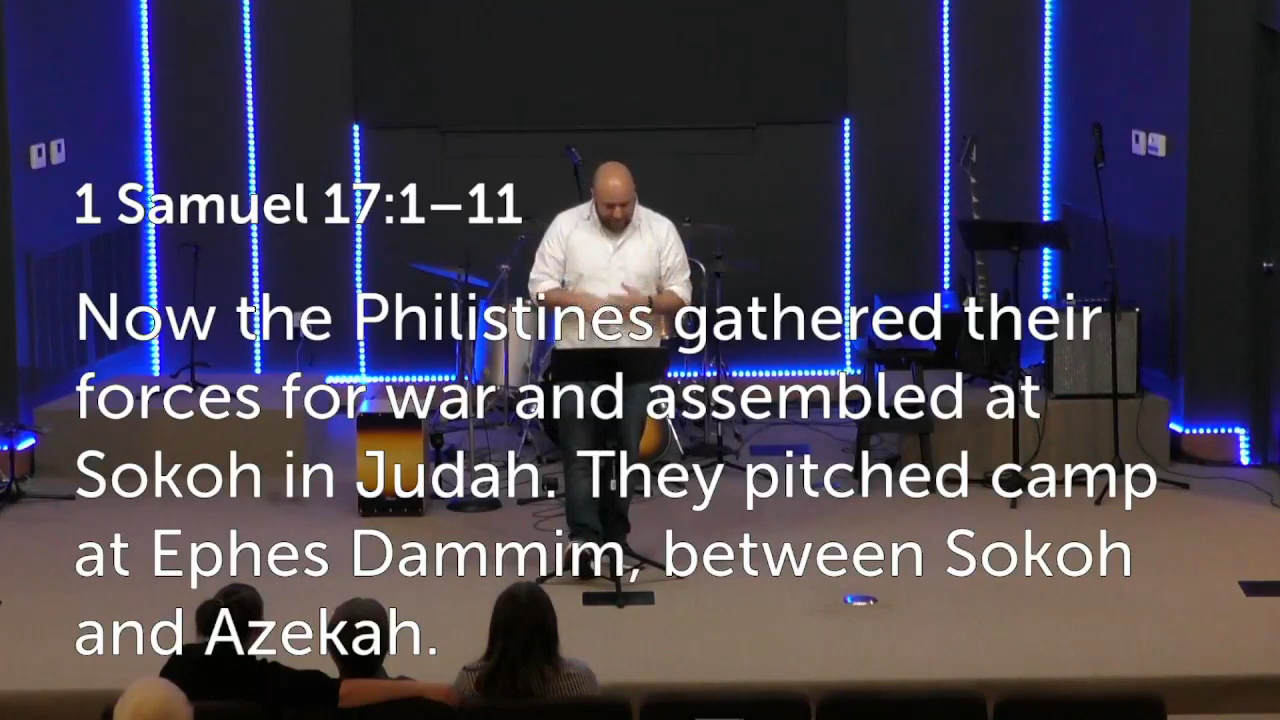 1 Samuel 17:1–11
Now the Philistines gathered their
forces for war and assembled at
Sokoh in Judah. They pitched camp
at Ephes Dammim, between Sokoh
and Azekah.